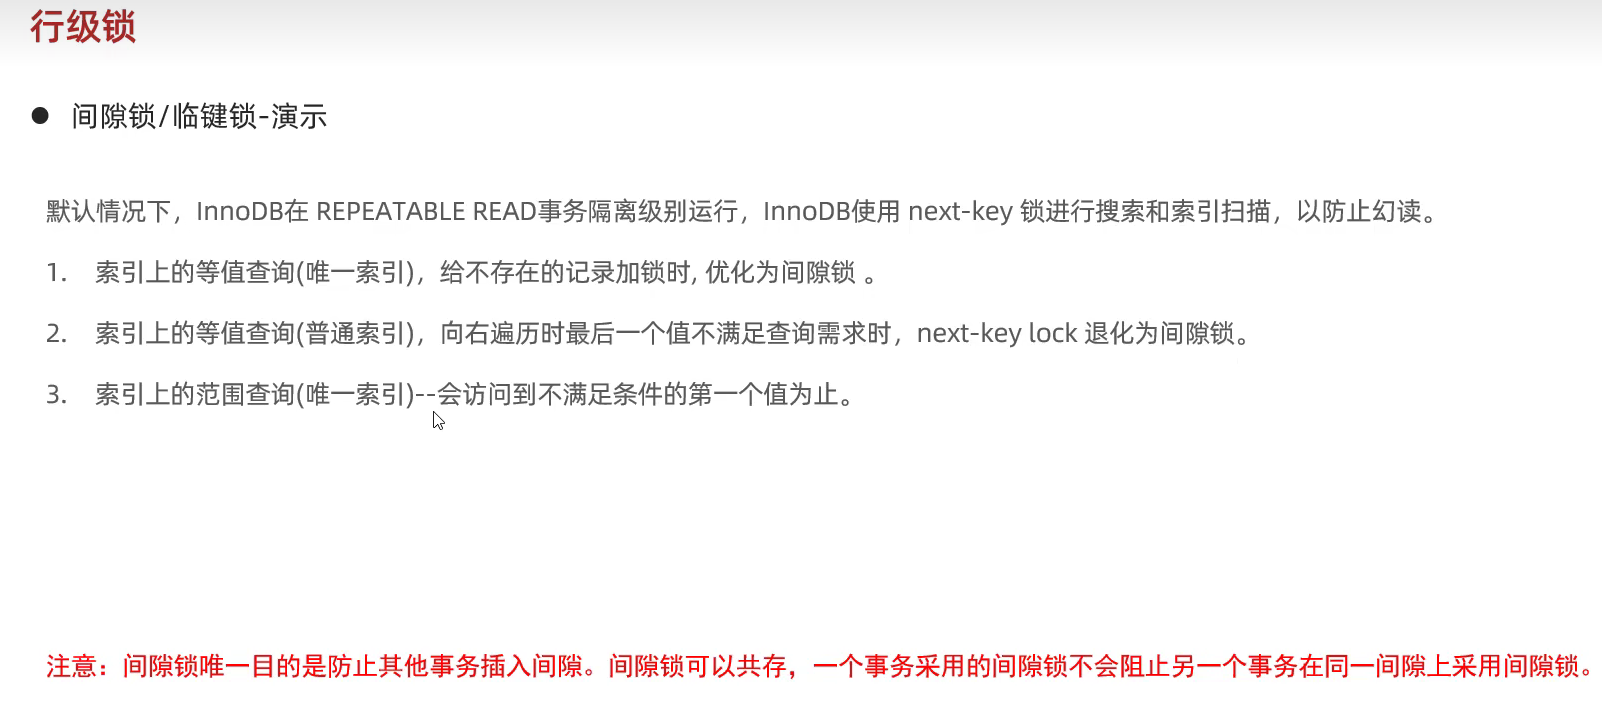 行级锁
● 间隙锁/临键锁-演示
默认情况下，InnoDB在 REPEATABLE READ事务隔离级别运行，InnoDB使用 next-key 锁进行搜索和索引扫描，以防止幻读。
1. 索引上的等值查询(唯一索引)，给不存在的记录加锁时, 优化为间隙锁 。
2. 索引上的等值查询(普通索引)，向右遍历时最后一个值不满足查询需求时，next-key lock 退化为间隙锁。
3. 索引上的范围查询(唯一索引)--会访问到不满足条件的第一个值为止。
注意：间隙锁唯一目的是防止其他事务插入间隙。间隙锁可以共存，一个事务采用的间隙锁不会阻止另一个事务在同一间隙上采用间隙锁。